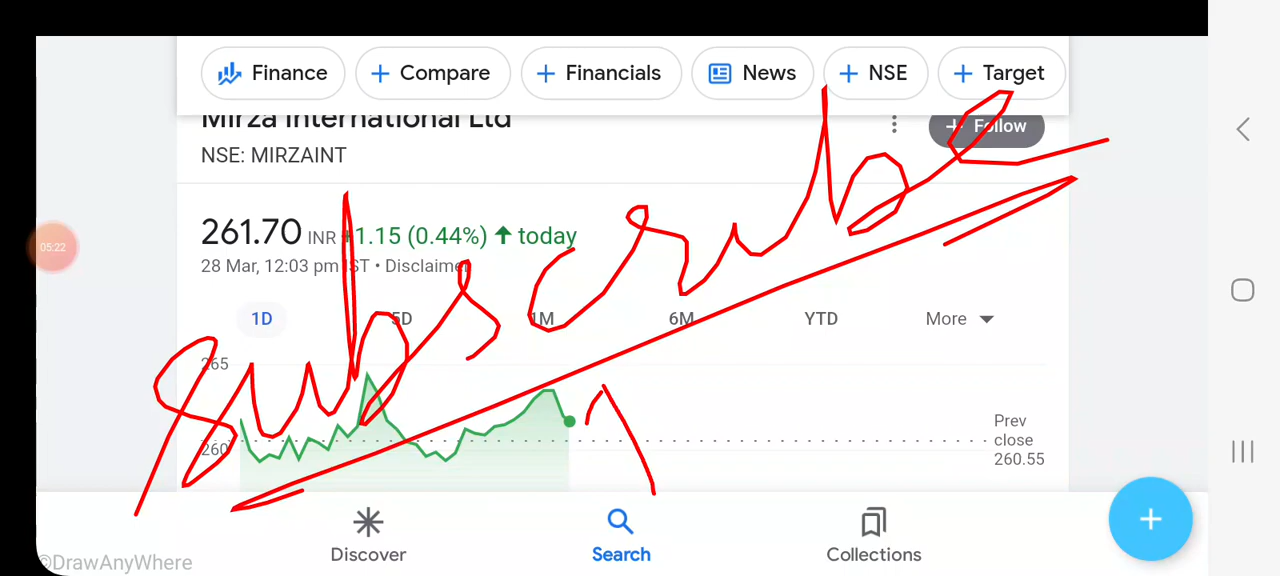 Finance Compare Financials News NSE Target
Mirza International Ltd
Follow
NSE: MIRZAINT
261.70 INR +1.15 (0.44%) ↑ today
28 Mar, 12:03 pm IST • Disclaimer
05:22
1D 5D 1M 6M YTD More
265
260
Prev
close
260.55
Subscribe
Discover Search Collections
©DrawAnyWhere